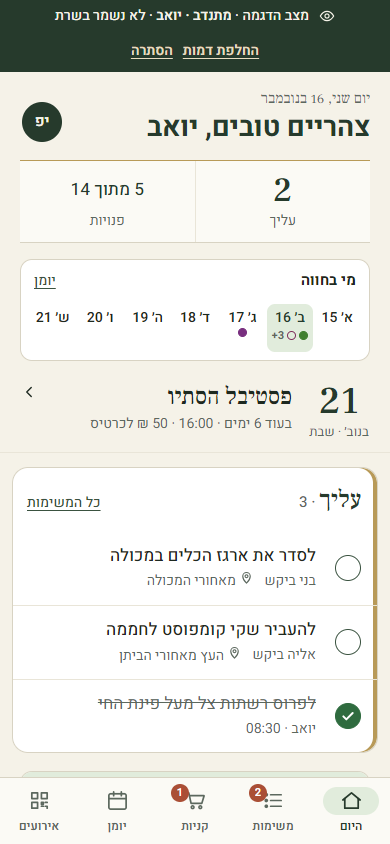 מצב הדגמה · מתנדב · יואב · לא נשמר בשרת
החלפת דמות הסתרה
יום שני, 16 בנובמבר
צהריים טובים, יואב
יפ
2
עליך
5 מתוך 14
פנויות
מי בחווה
יומן
א׳ 15 ב׳ 16 ג׳ 17 ד׳ 18 ה׳ 19 ו׳ 20 ש׳ 21
+3
21
בנוב׳ · שבת
פסטיבל הסתיו
בעוד 6 ימים · 16:00 · 50 ₪ לכרטיס
עליך · 3
כל המשימות
לסדר את ארגז הכלים במכולה
בני ביקש מאחורי המכולה
להעביר שקי קומפוסט לחממה
אליה ביקש העץ מאחורי הביתן
לפרוס רשתות צל מעל פינת החי
יואב · 08:30
1 2
היום משימות קניות יומן אירועים